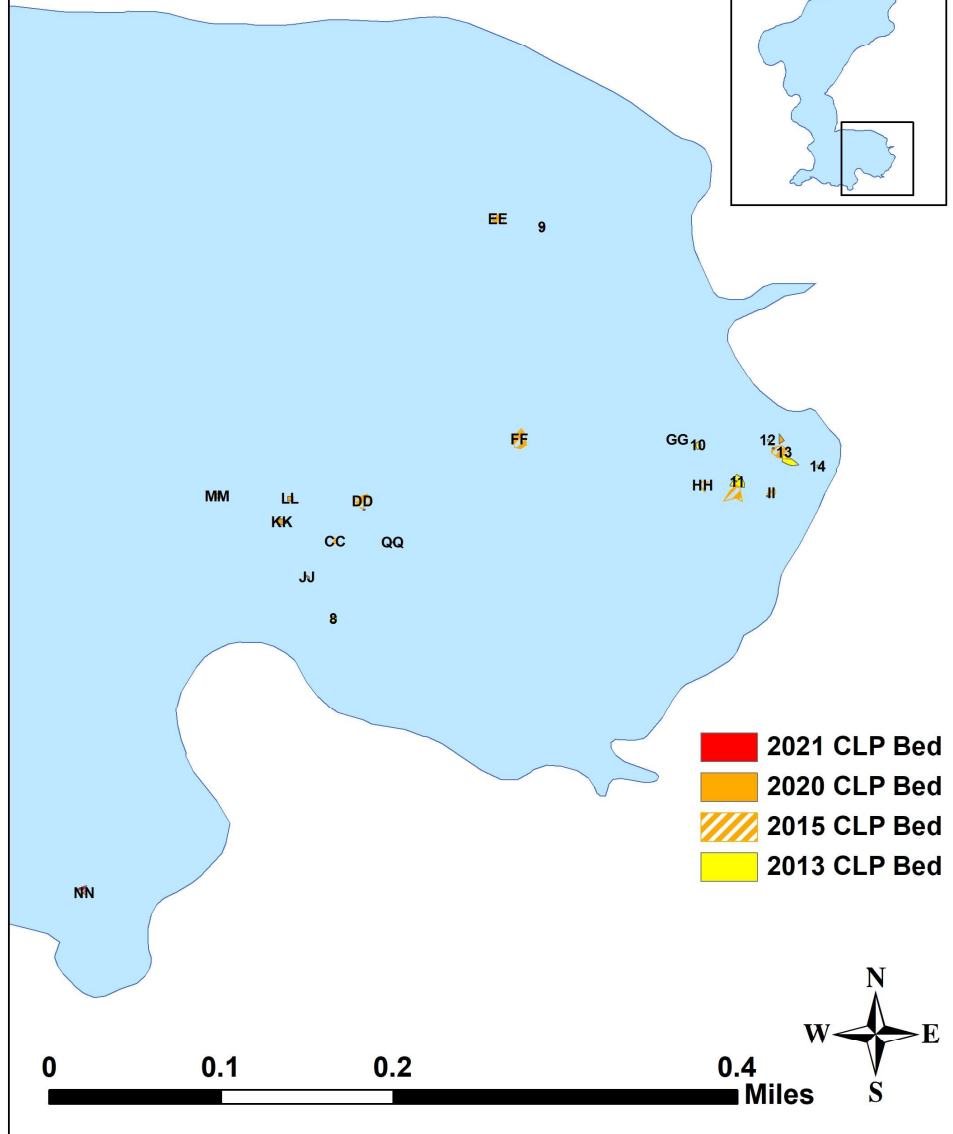 EE
9
FF
GG 10
12
13
14
HH
11
II
MM
LL
DD
KK
CC
QQ
JJ
8
2021 CLP Bed
2020 CLP Bed
2015 CLP Bed
2013 CLP Bed
NN
N
W
E
S
0
0.1
0.2
0.4
Miles